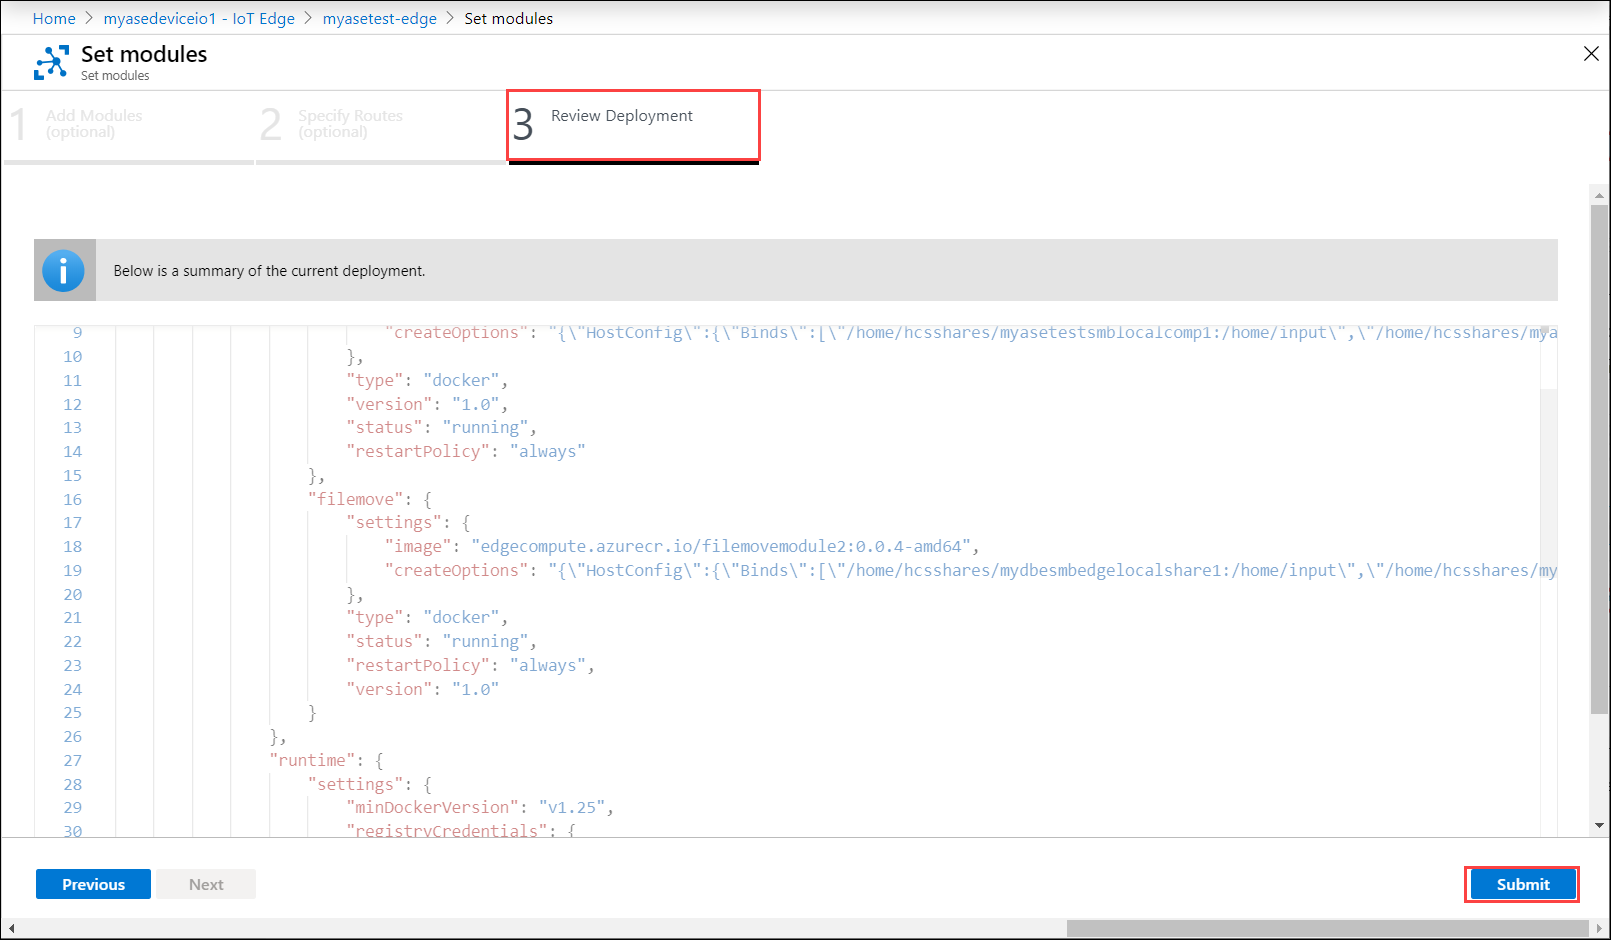 Home > myasedeviceio1 - IoT Edge > myasetest-edge > Set modules
Set modules
Set modules
1 Add Modules (optional)
2 Specify Routes (optional)
3 Review Deployment
i
Below is a summary of the current deployment.
9 "createOptions": "{\"HostConfig\":{\"Binds\":[\"/home/hcsshares/myasetestsmblocalcomp1:/home/input\",\"/home/hcsshares/mya
10 },
11 "type": "docker",
12 "version": "1.0",
13 "status": "running",
14 "restartPolicy": "always"
15 },
16 "filemove": {
17 "settings": {
18 "image": "edgecompute.azurecr.io/filemovemodule2:0.0.4-amd64",
19 "createOptions": "{\"HostConfig\":{\"Binds\":[\"/home/hcsshares/mydbesmbedgelocalshare1:/home/input\",\"/home/hcsshares/my
20 },
21 "type": "docker",
22 "status": "running",
23 "restartPolicy": "always",
24 "version": "1.0"
25 }
26 },
27 "runtime": {
28 "settings": {
29 "minDockerVersion": "v1.25",
30 "registryCredentials": {
Previous
Next
Submit